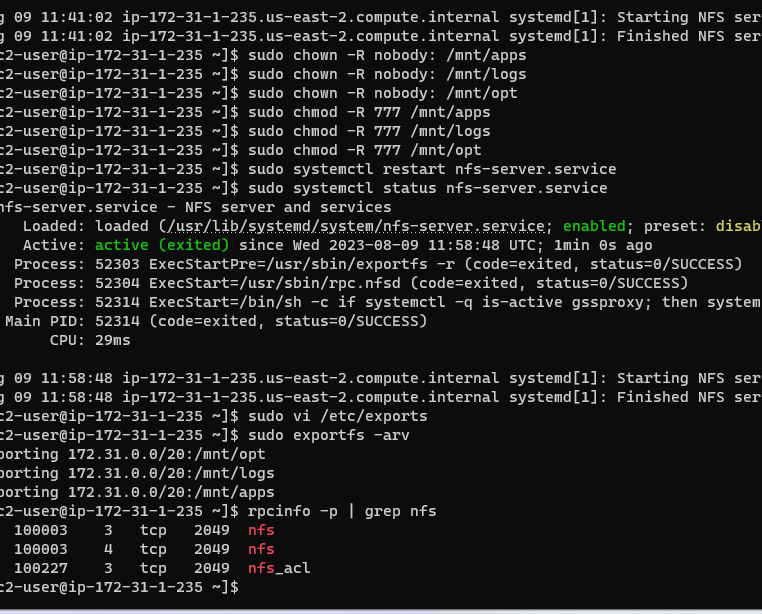 g 09 11:41:02 ip-172-31-1-235.us-east-2.compute.internal systemd[1]: Starting NFS ser
g 09 11:41:02 ip-172-31-1-235.us-east-2.compute.internal systemd[1]: Finished NFS ser
c2-user@ip-172-31-1-235 ~]$ sudo chown -R nobody: /mnt/apps
c2-user@ip-172-31-1-235 ~]$ sudo chown -R nobody: /mnt/logs
c2-user@ip-172-31-1-235 ~]$ sudo chown -R nobody: /mnt/opt
c2-user@ip-172-31-1-235 ~]$ sudo chmod -R 777 /mnt/apps
c2-user@ip-172-31-1-235 ~]$ sudo chmod -R 777 /mnt/logs
c2-user@ip-172-31-1-235 ~]$ sudo chmod -R 777 /mnt/opt
c2-user@ip-172-31-1-235 ~]$ sudo systemctl restart nfs-server.service
c2-user@ip-172-31-1-235 ~]$ sudo systemctl status nfs-server.service
nfs-server.service - NFS server and services
Loaded: loaded (/usr/lib/systemd/system/nfs-server.service; enabled; preset: disab
Active: active (exited) since Wed 2023-08-09 11:58:48 UTC; 1min 0s ago
Process: 52303 ExecStartPre=/usr/sbin/exportfs -r (code=exited, status=0/SUCCESS)
Process: 52304 ExecStart=/usr/sbin/rpc.nfsd (code=exited, status=0/SUCCESS)
Process: 52314 ExecStart=/bin/sh -c if systemctl -q is-active gssproxy; then system
Main PID: 52314 (code=exited, status=0/SUCCESS)
CPU: 29ms
g 09 11:58:48 ip-172-31-1-235.us-east-2.compute.internal systemd[1]: Starting NFS ser
g 09 11:58:48 ip-172-31-1-235.us-east-2.compute.internal systemd[1]: Finished NFS ser
c2-user@ip-172-31-1-235 ~]$ sudo vi /etc/exports
c2-user@ip-172-31-1-235 ~]$ sudo exportfs -arv
porting 172.31.0.0/20:/mnt/opt
porting 172.31.0.0/20:/mnt/logs
porting 172.31.0.0/20:/mnt/apps
c2-user@ip-172-31-1-235 ~]$ rpcinfo -p | grep nfs
100003 3 tcp 2049 nfs
100003 4 tcp 2049 nfs
100227 3 tcp 2049 nfs_acl
c2-user@ip-172-31-1-235 ~]$